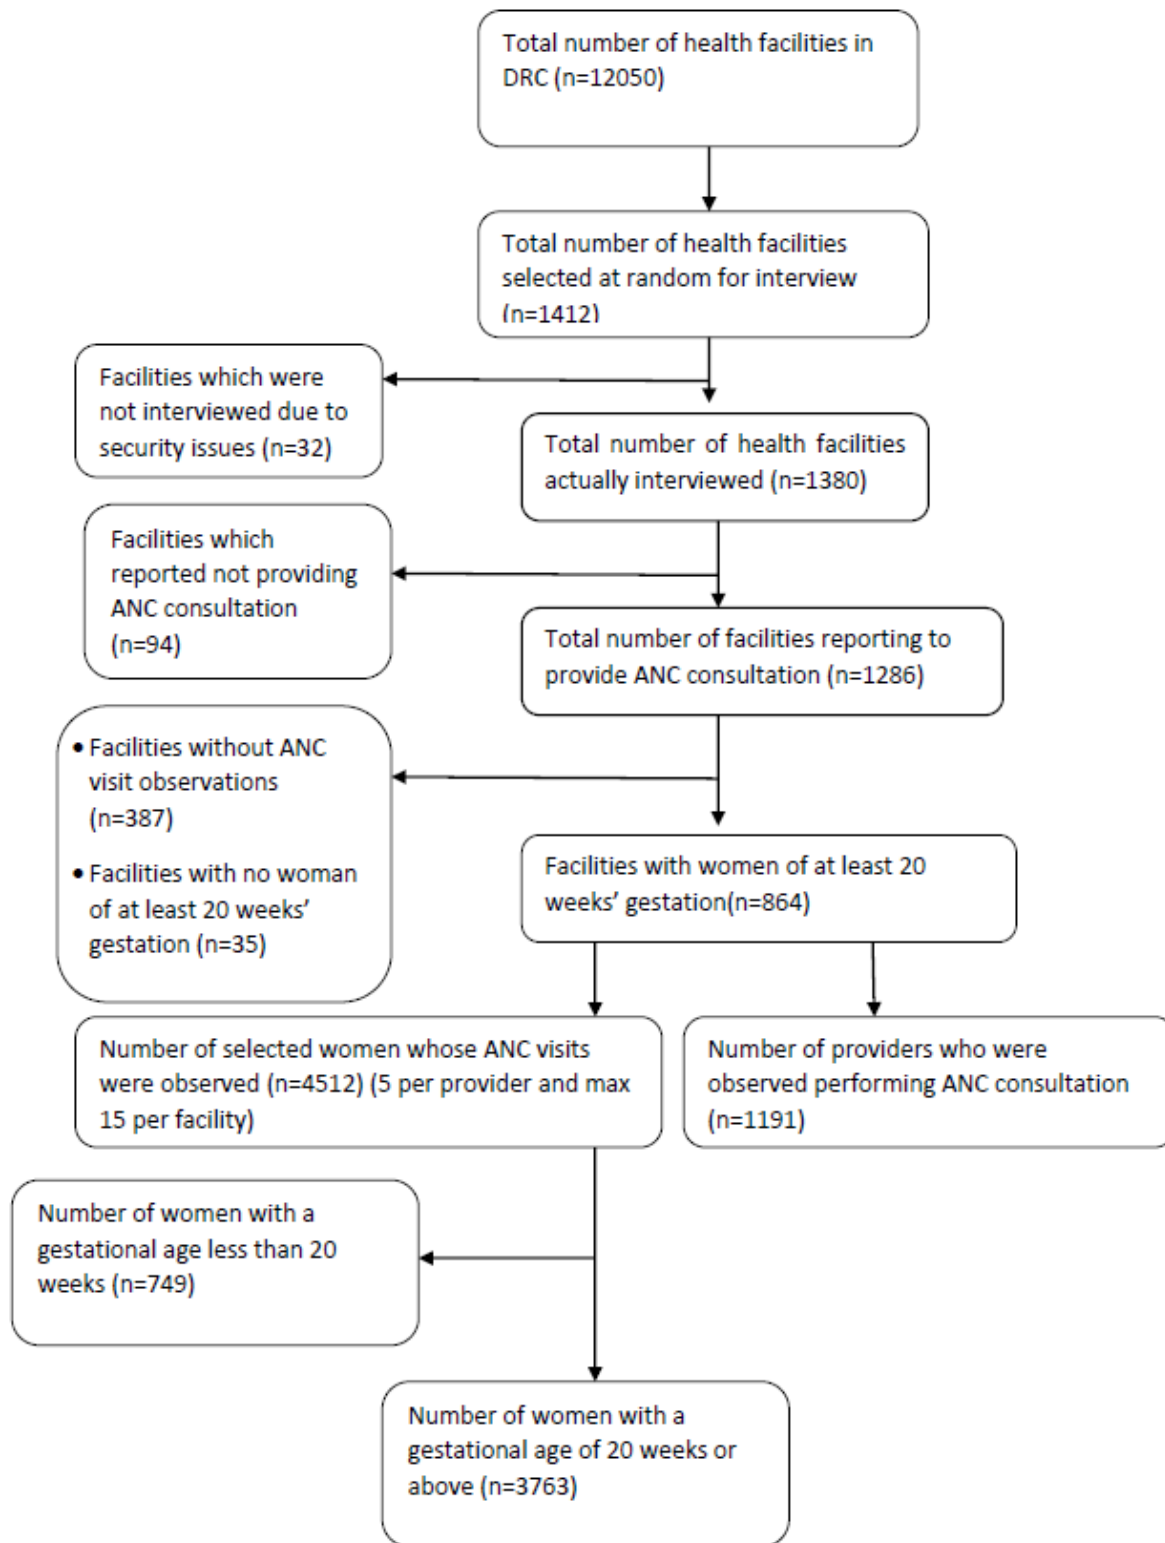 Total number of health facilities in
DRC (n=12050)
Total number of health facilities
selected at random for interview
(n=1412)
Facilities which were
not interviewed due to
security issues (n=32)
Total number of health facilities
actually interviewed (n=1380)
Facilities which
reported not providing
ANC consultation
(n=94)
Total number of facilities reporting to
provide ANC consultation (n=1286)
• Facilities without ANC
visit observations
(n=387)
• Facilities with no woman
of at least 20 weeks’
gestation (n=35)
Facilities with women of at least 20
weeks’ gestation(n=864)
Number of selected women whose ANC visits
were observed (n=4512) (5 per provider and max
15 per facility)
Number of providers who were
observed performing ANC consultation
(n=1191)
Number of women with a
gestational age less than 20
weeks (n=749)
Number of women with a
gestational age of 20 weeks or
above (n=3763)